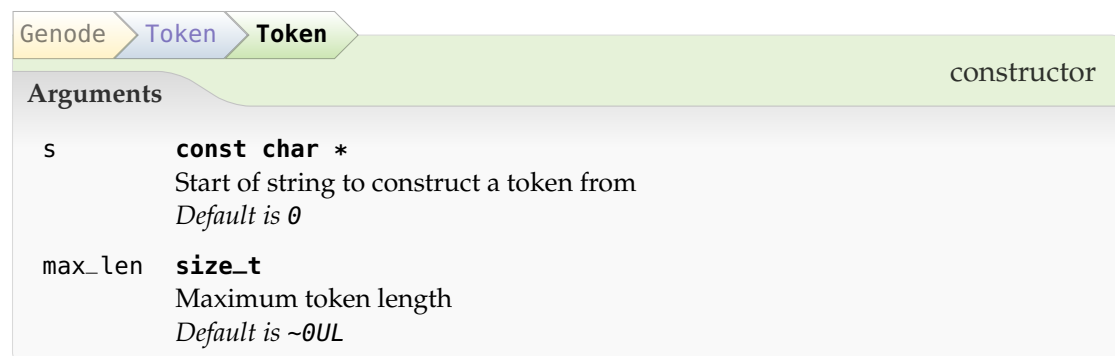 Genode Token Token
constructor
Arguments
s const char *
Start of string to construct a token from
Default is 0
max_len size_t
Maximum token length
Default is ~0UL